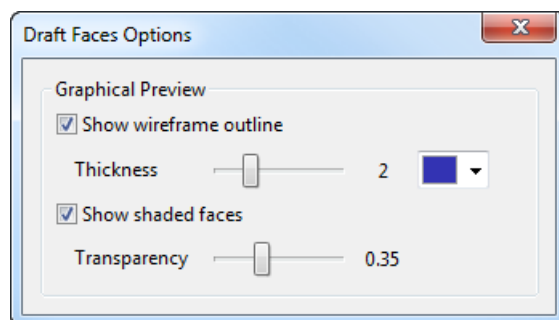 Draft Faces Options
Graphical Preview
Show wireframe outline
Thickness 2
Show shaded faces
Transparency 0.35